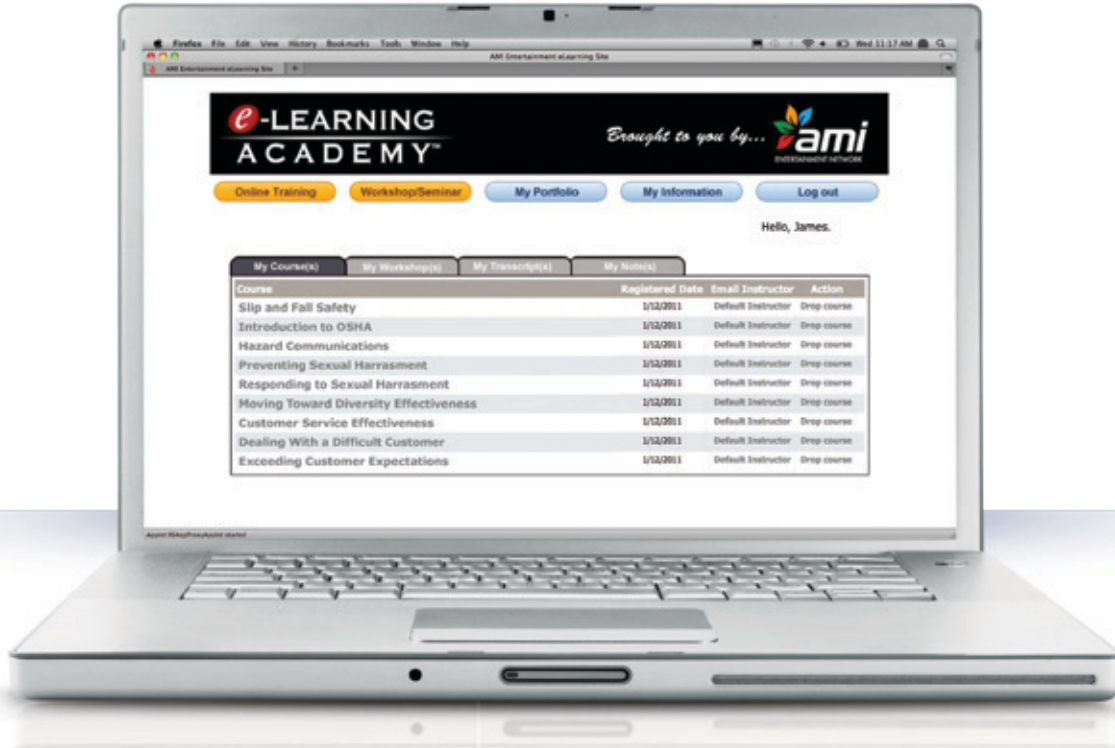 Firefox File Edit View History Bookmarks Tools Window Help Wed 11:17 AM
AMI Entertainment eLearning Site
AMI Entertainment eLearning Site
e-LEARNING
ACADEMY™
Brought to you by...
ami
ENTERTAINMENT NETWORK
Online Training Workshop/Seminar My Portfolio My Information Log out
Hello, James.
My Course(s) My Workshop(s) My Transcript(s) My Note(s)
Course Registered Date Email Instructor Action
Slip and Fall Safety 1/12/2011 Default Instructor Drop course
Introduction to OSHA 1/12/2011 Default Instructor Drop course
Hazard Communications 1/12/2011 Default Instructor Drop course
Preventing Sexual Harrasment 1/12/2011 Default Instructor Drop course
Responding to Sexual Harrasment 1/12/2011 Default Instructor Drop course
Moving Toward Diversity Effectiveness 1/12/2011 Default Instructor Drop course
Customer Service Effectiveness 1/12/2011 Default Instructor Drop course
Dealing With a Difficult Customer 1/12/2011 Default Instructor Drop course
Exceeding Customer Expectations 1/12/2011 Default Instructor Drop course
started